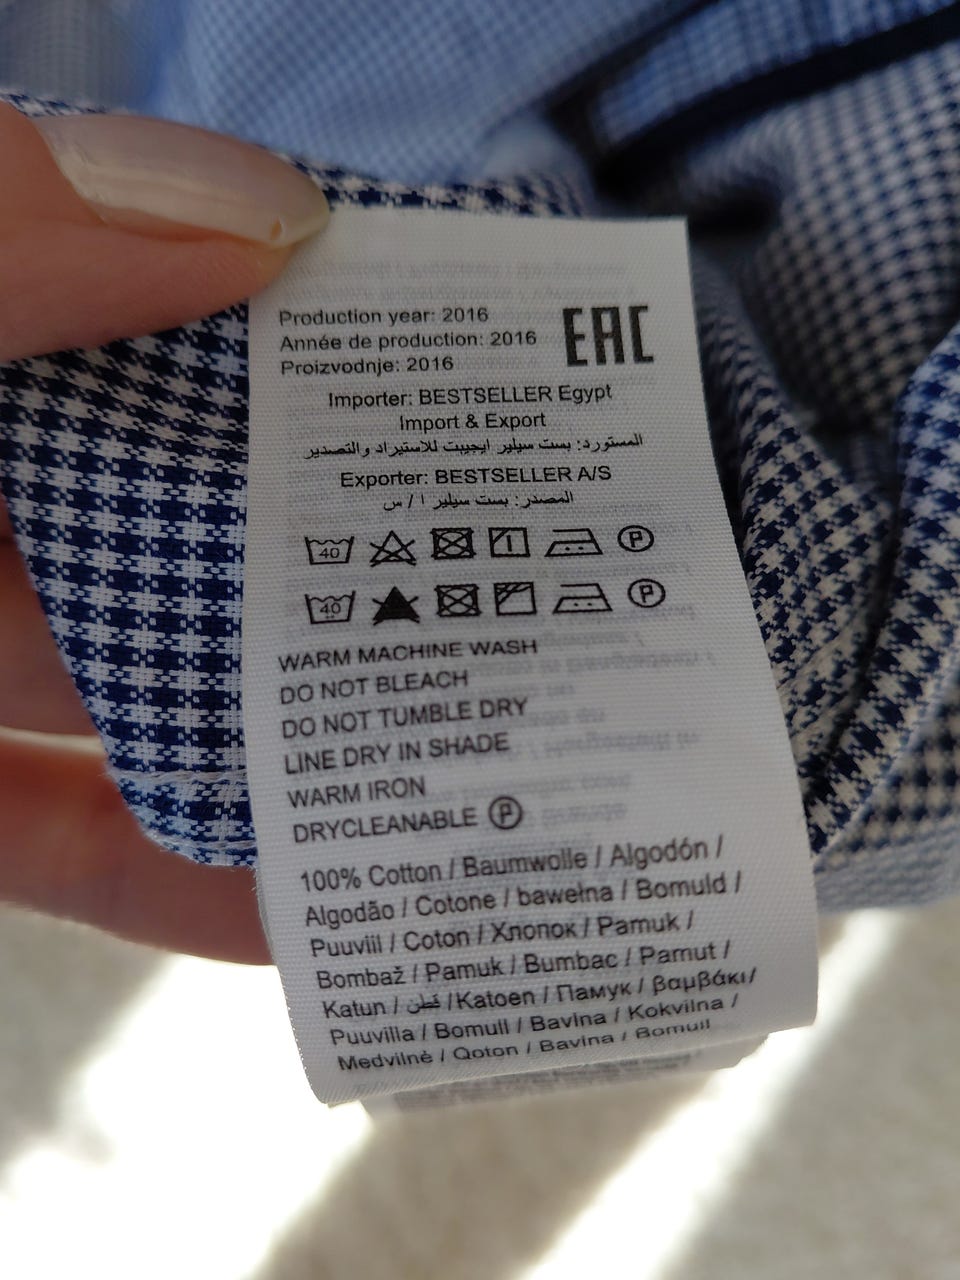 Production year: 2016
Année de production: 2016
Proizvodnje: 2016
EAC
Importer: BESTSELLER Egypt
Import & Export
المستورد: بست سيلير ايجيبت للاستيراد والتصدير
Exporter: BESTSELLER A/S
المصدر: بست سيلير ا / س
40 P
40 P
WARM MACHINE WASH
DO NOT BLEACH
DO NOT TUMBLE DRY
LINE DRY IN SHADE
WARM IRON
DRYCLEANABLE P
100% Cotton / Baumwolle / Algodón /
Algodão / Cotone / bawełna / Bomuld /
Puuvill / Coton / Хлопок / Pamuk /
Bombaž / Pamuk / Bumbac / Pamut /
Katun / قطن / Katoen / Памук / βαμβάκι /
Puuvilla / Bomull / Bavlna / Kokvilna /
Medvilnė / Qoton / Bavlna / Bomull